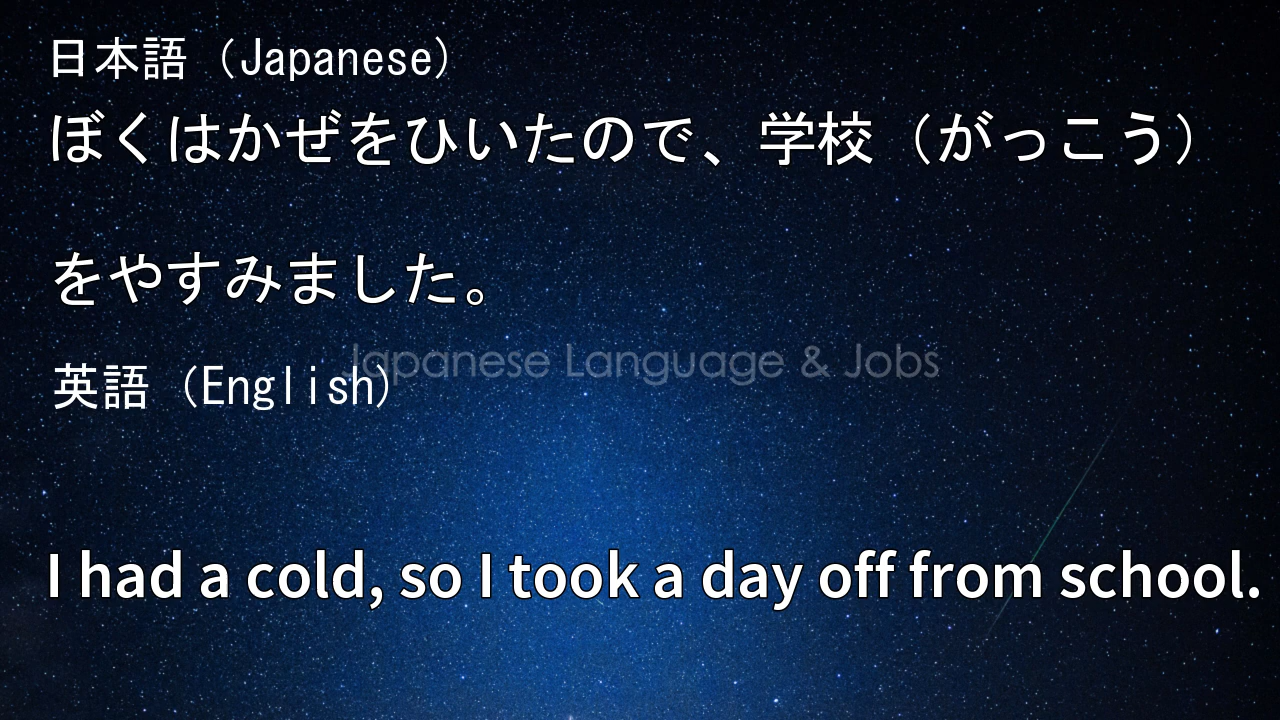 日本語（Japanese）
ぼくはかぜをひいたので、学校（がっこう）
をやすみました。
Japanese Language & Jobs
英語（English）
I had a cold, so I took a day off from school.